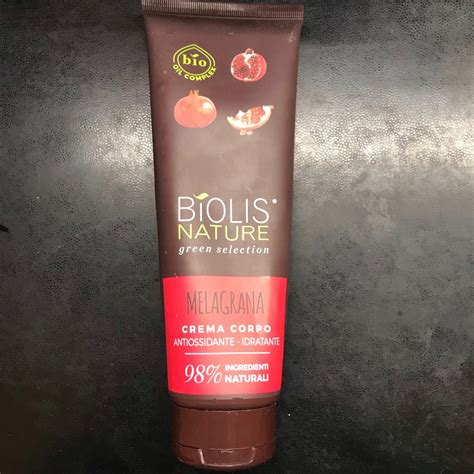 bio
OIL COMPLEX
BiOLIS®
NATURE
green selection
MELAGRANA
CREMA CORPO
ANTIOSSIDANTE - IDRATANTE
98% INGREDIENTI
NATURALI